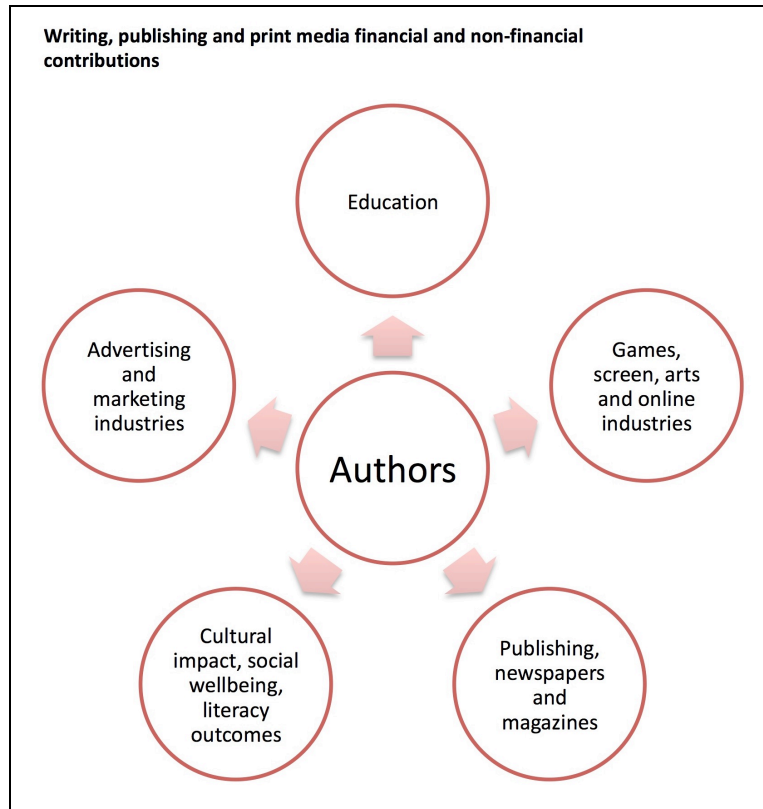 Writing, publishing and print media financial and non-financial
contributions
Education
Advertising
and
marketing
industries
Games,
screen, arts
and online
industries
Authors
Cultural
impact, social
wellbeing,
literacy
outcomes
Publishing,
newspapers
and
magazines